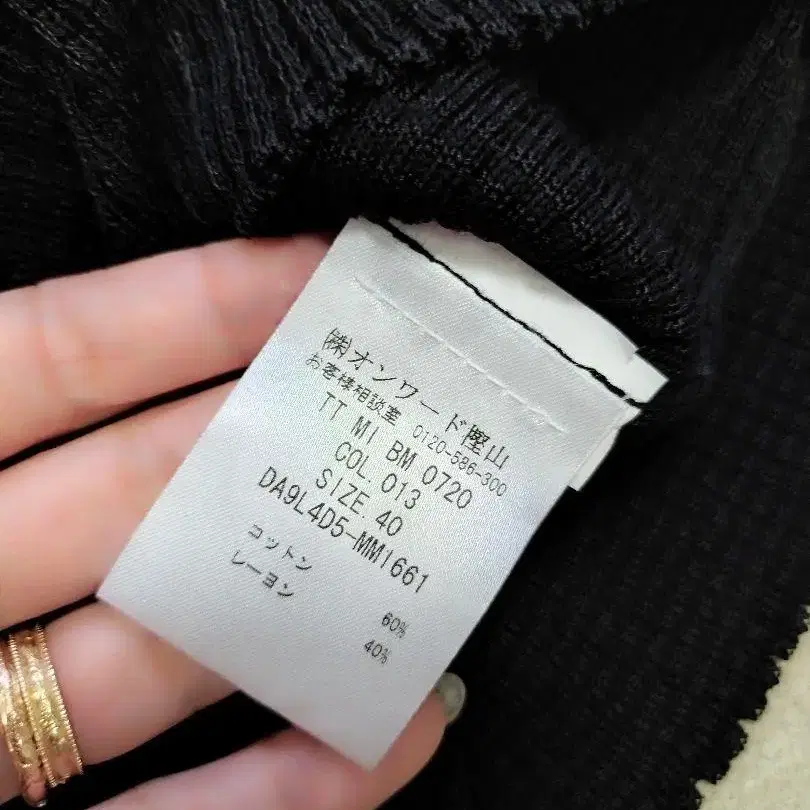 ㈱オンワード樫山
お客様相談室 0120-586-300
TT MI BM 0720
COL. 013
SIZE 40
DA9L4D5-MMI661
コットン 60%
レーヨン 40%